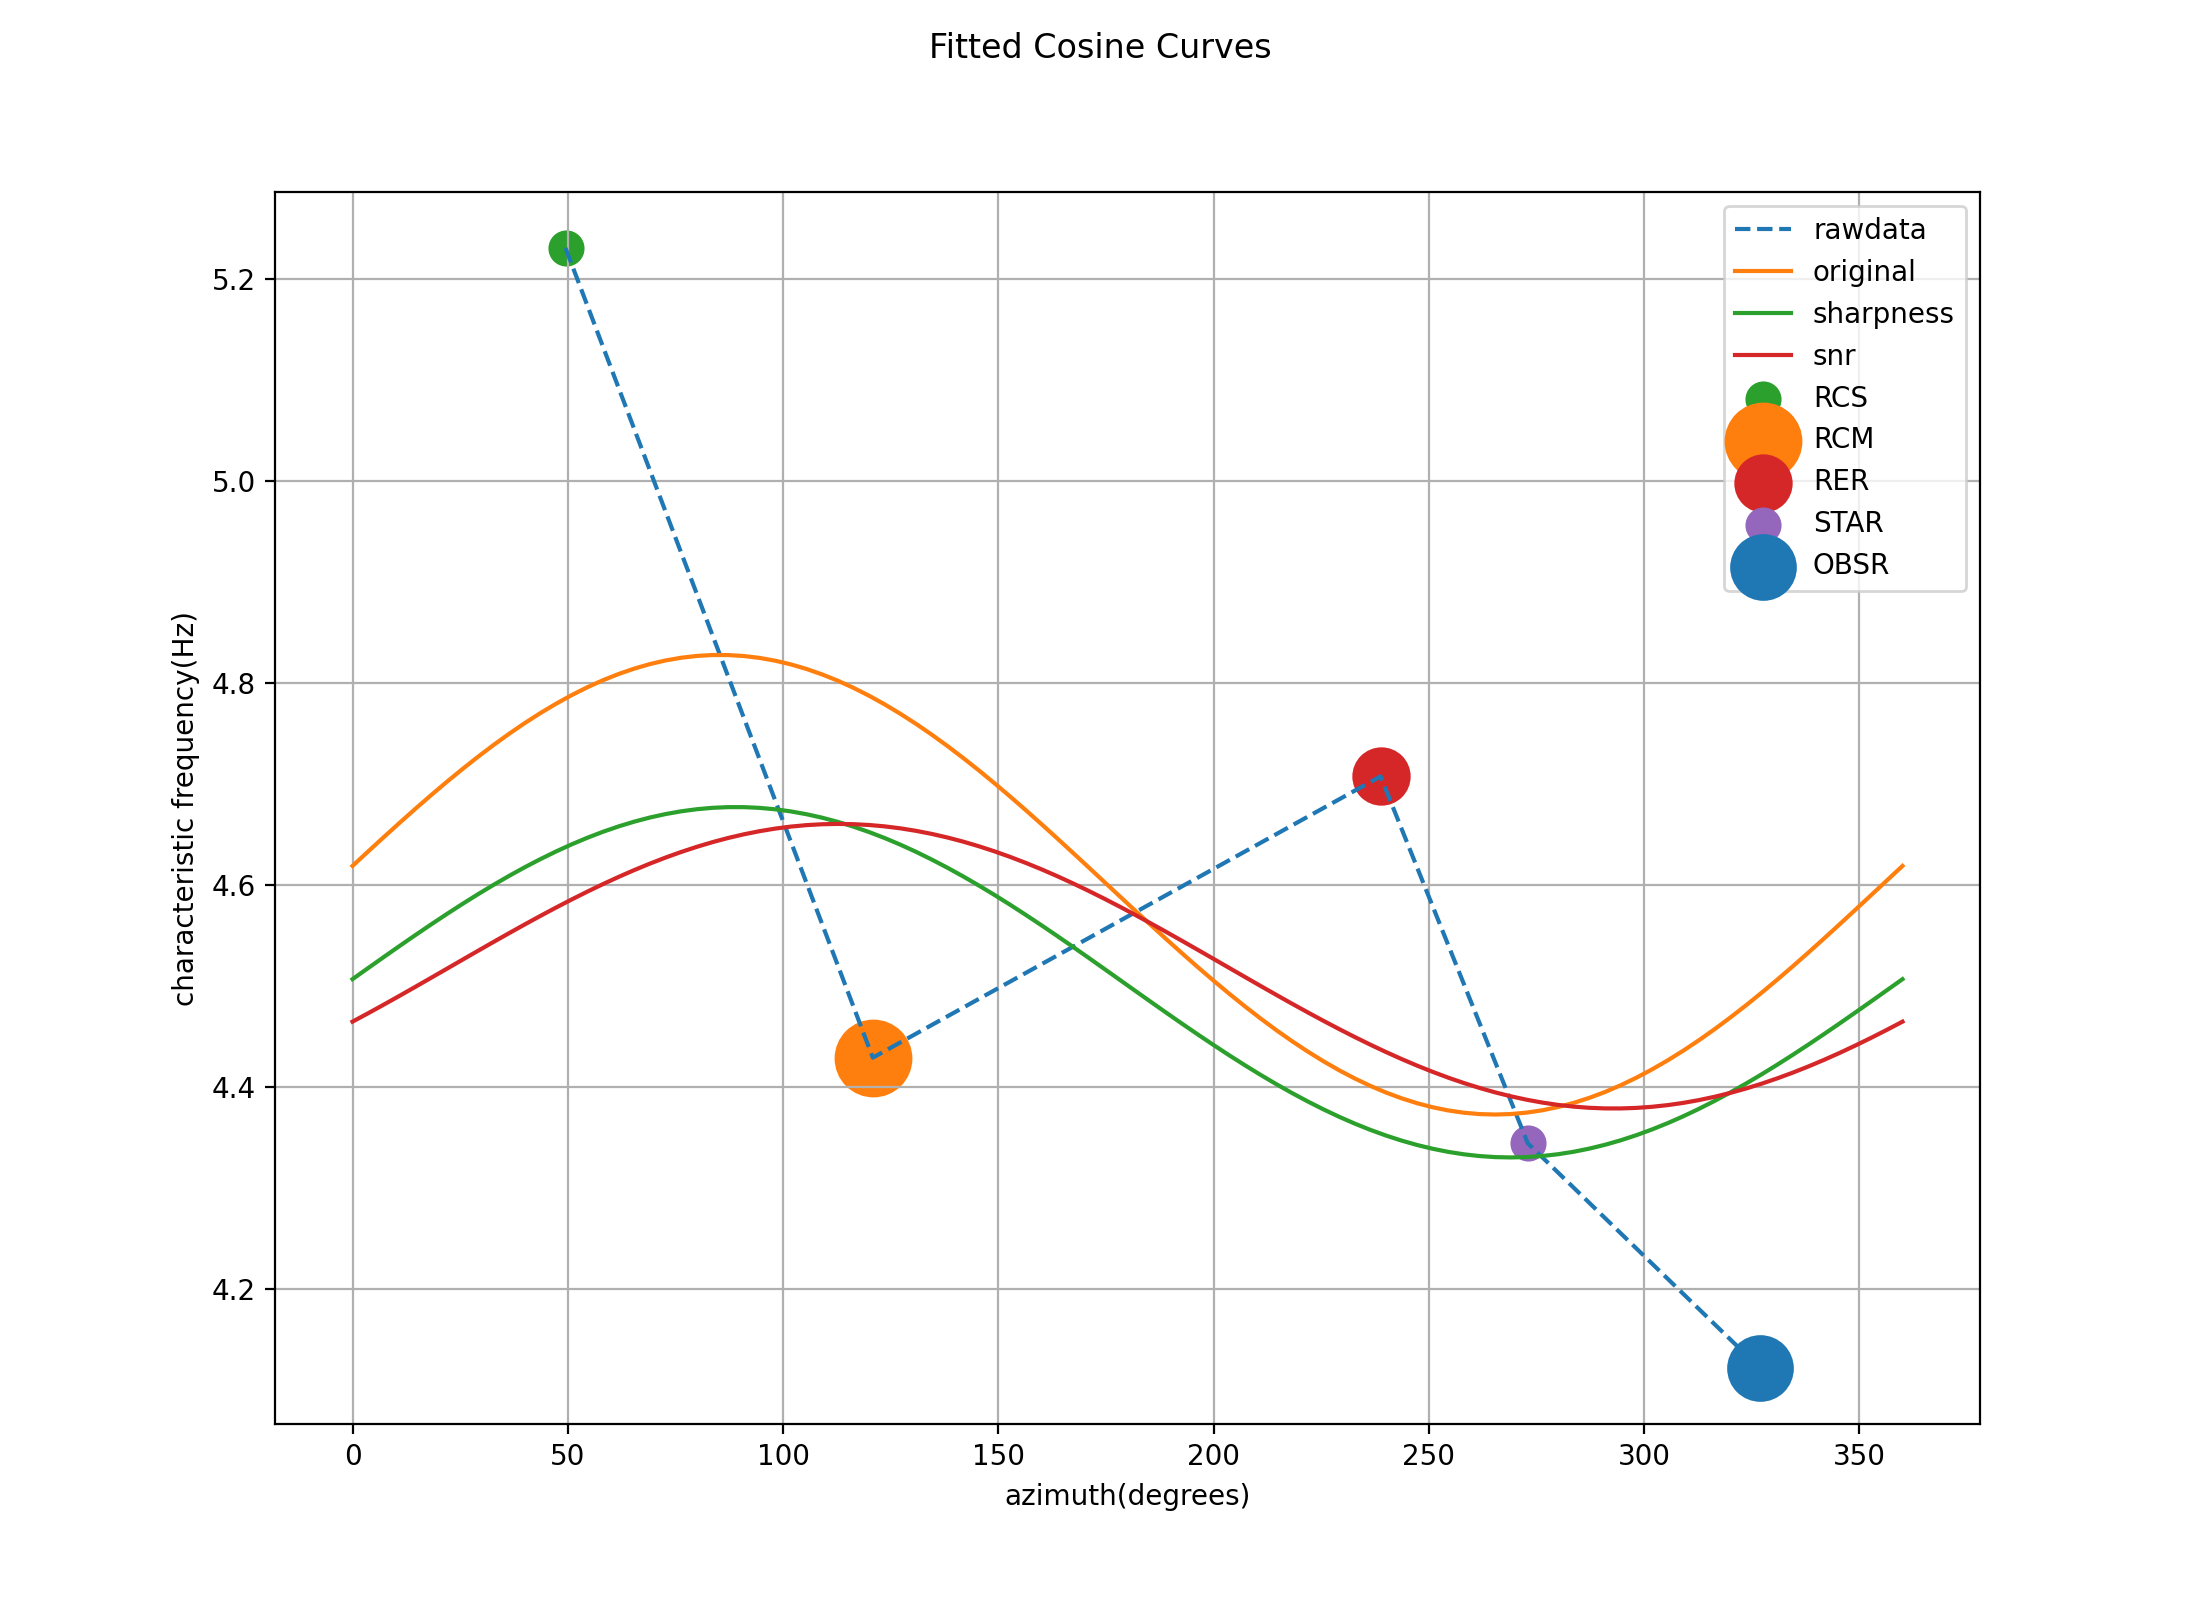 Fitted Cosine Curves
characteristic frequency(Hz)
5.2
5.0
4.8
4.6
4.4
4.2
rawdata
original
sharpness
snr
RCS
RCM
RER
STAR
OBSR
0 50 100 150 200 250 300 350
azimuth(degrees)